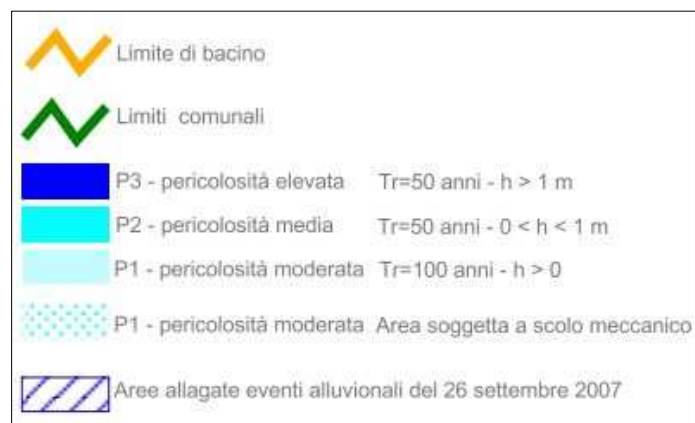 Limite di bacino
Limiti comunali
P3 - pericolosità elevata Tr=50 anni - h > 1 m
P2 - pericolosità media Tr=50 anni - 0 < h < 1 m
P1 - pericolosità moderata Tr=100 anni - h > 0
P1 - pericolosità moderata Area soggetta a scolo meccanico
Aree allagate eventi alluvionali del 26 settembre 2007